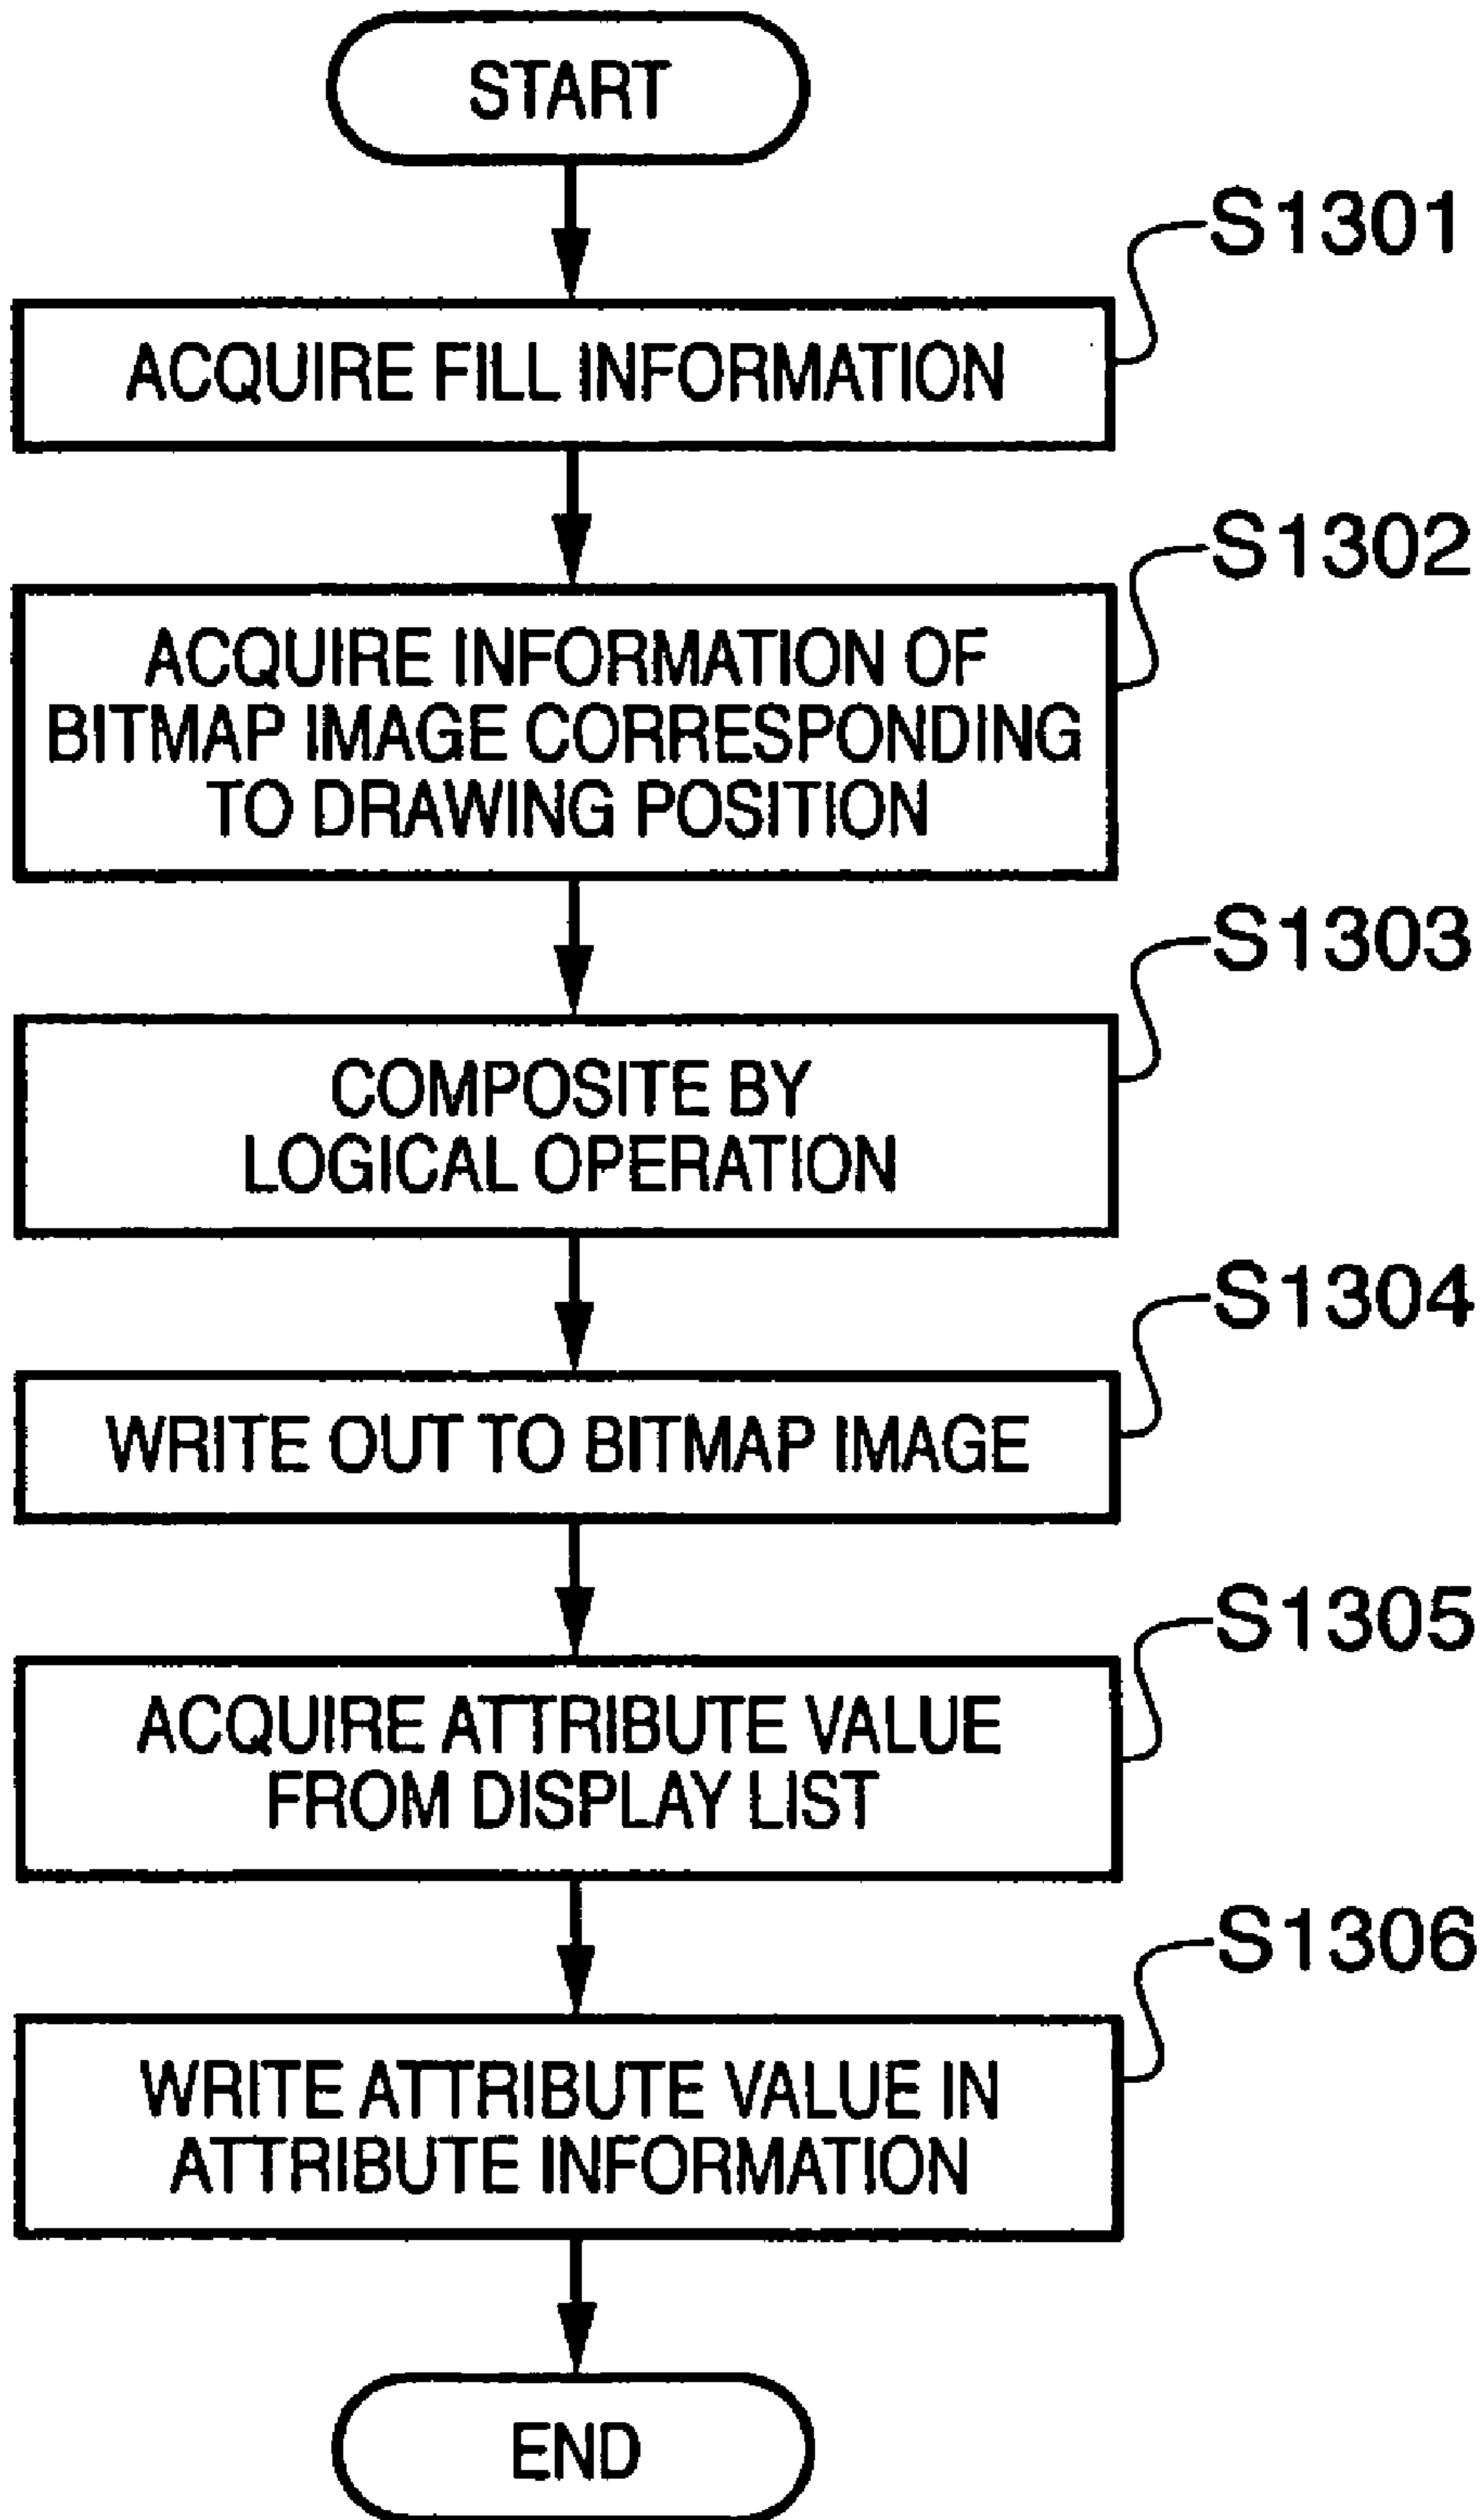 START
S1301
ACQUIRE FILL INFORMATION
S1302
ACQUIRE INFORMATION OF
BITMAP IMAGE CORRESPONDING
TO DRAWING POSITION
S1303
COMPOSITE BY
LOGICAL OPERATION
S1304
WRITE OUT TO BITMAP IMAGE
S1305
ACQUIRE ATTRIBUTE VALUE
FROM DISPLAY LIST
S1306
WRITE ATTRIBUTE VALUE IN
ATTRIBUTE INFORMATION
END